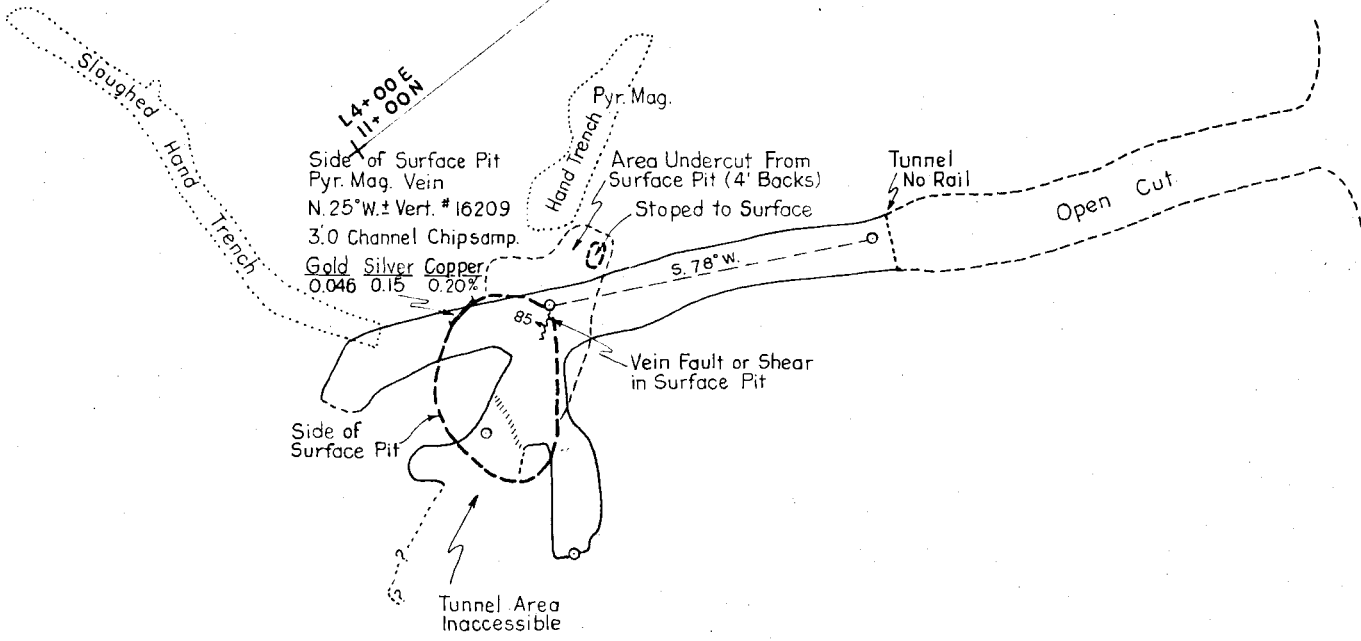 Sloughed Hand Trench
L4+00E
11+00N
Side of Surface Pit
Pyr. Mag. Vein
N.25°W.± Vert. #16209
3.0 Channel Chipsamp.
Gold Silver Copper
0.046 0.15 0.20%
Hand Trench
Pyr. Mag.
Area Undercut From
Surface Pit (4' Backs)
Stoped to Surface
Tunnel
No Rail
Open Cut
S. 78° W.
85
Vein Fault or Shear
in Surface Pit
Side of
Surface Pit
?
?
Tunnel Area
Inaccessible